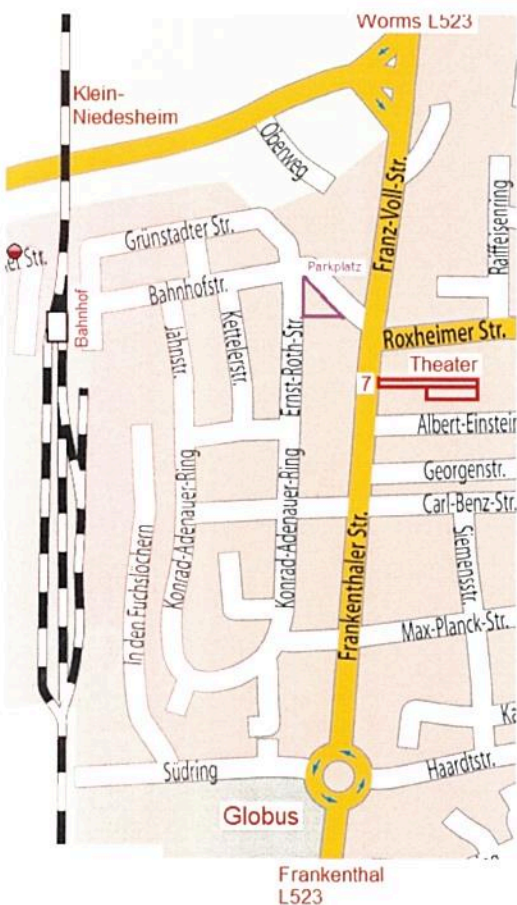 Worms L523
Klein-
Niedesheim
Oberweg
Franz-Voll-Str.
Raiffeisenring
Grünstadter Str.
Parkplatz
Bahnhofstr.
Bahnhof
Jahnstr.
Kettelerstr.
Ernst-Roth-Str.
Roxheimer Str.
Theater
7
Albert-Einstein
Georgenstr.
Carl-Benz-Str.
Siemensstr.
In den Fuchslöchern
Konrad-Adenauer-Ring
Konrad-Adenauer-Ring
Frankenthaler Str.
Max-Planck-Str.
Ka
Südring
Haardtstr.
Globus
Frankenthal
L523